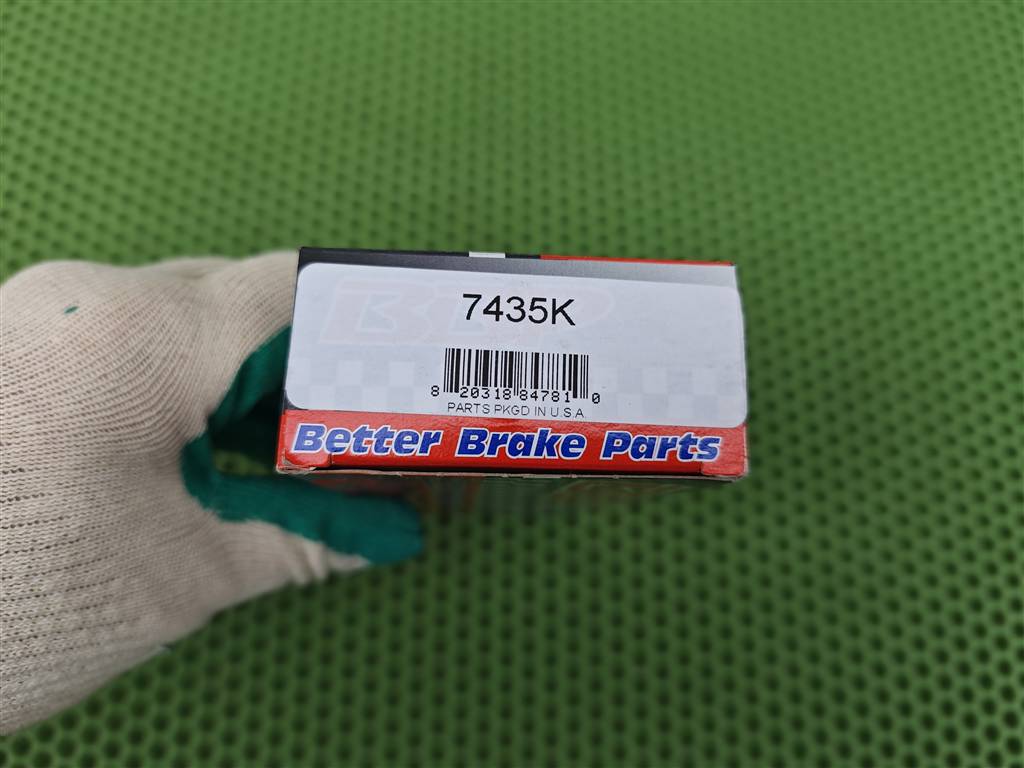 7435K
8 20318 84781 0
PARTS PKGD IN U.S.A.
Better Brake Parts